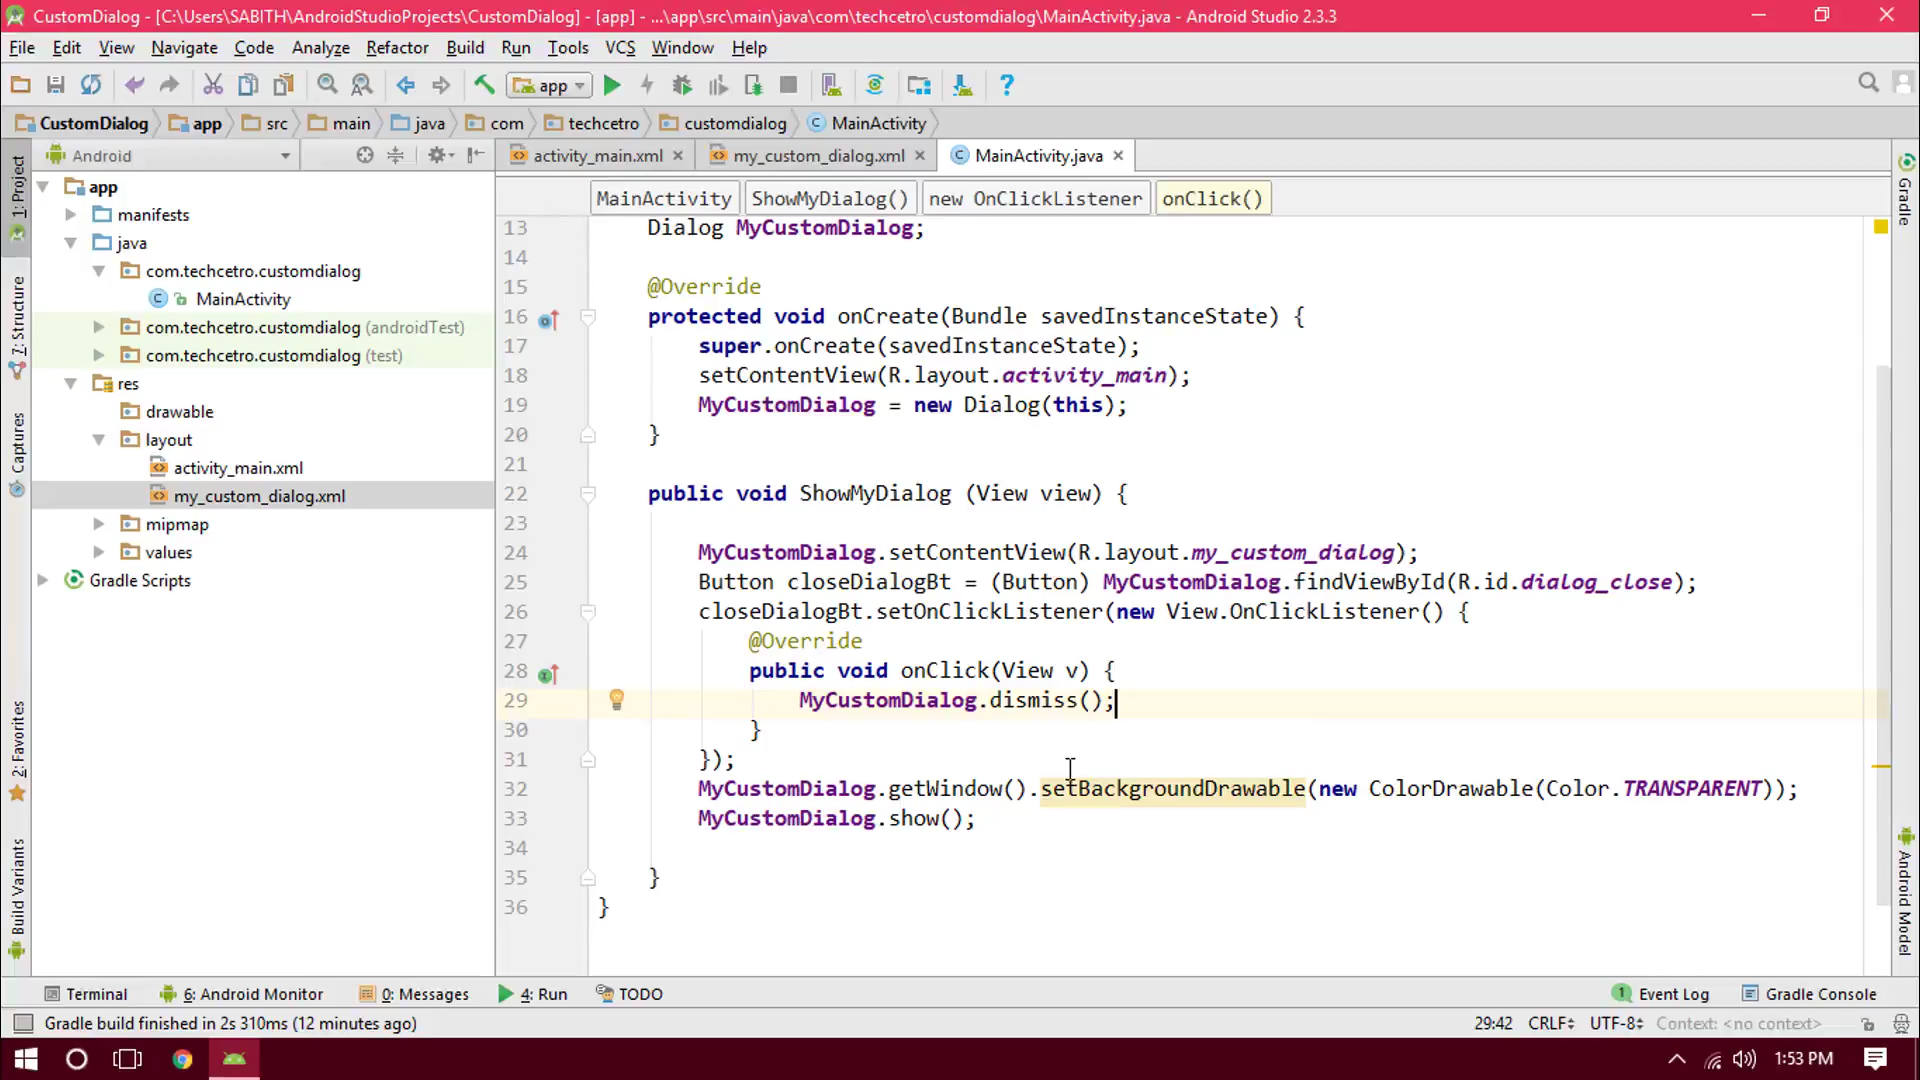 CustomDialog - [C:\Users\SABITH\AndroidStudioProjects\CustomDialog] - [app] - ...\app\src\main\java\com\techcetro\customdialog\MainActivity.java - Android Studio 2.3.3
File Edit View Navigate Code Analyze Refactor Build Run Tools VCS Window Help
app
CustomDialog app src main java com techcetro customdialog MainActivity
Android
activity_main.xml my_custom_dialog.xml MainActivity.java
MainActivity ShowMyDialog() new OnClickListener onClick()
1: Project
7: Structure
Captures
2: Favorites
Build Variants
app
manifests
java
com.techcetro.customdialog
MainActivity
com.techcetro.customdialog (androidTest)
com.techcetro.customdialog (test)
res
drawable
layout
activity_main.xml
my_custom_dialog.xml
mipmap
values
Gradle Scripts
13 Dialog MyCustomDialog;
14
15 @Override
16 protected void onCreate(Bundle savedInstanceState) {
17 super.onCreate(savedInstanceState);
18 setContentView(R.layout.activity_main);
19 MyCustomDialog = new Dialog(this);
20 }
21
22 public void ShowMyDialog (View view) {
23
24 MyCustomDialog.setContentView(R.layout.my_custom_dialog);
25 Button closeDialogBt = (Button) MyCustomDialog.findViewById(R.id.dialog_close);
26 closeDialogBt.setOnClickListener(new View.OnClickListener() {
27 @Override
28 public void onClick(View v) {
29 MyCustomDialog.dismiss();
30 }
31 });
32 MyCustomDialog.getWindow().setBackgroundDrawable(new ColorDrawable(Color.TRANSPARENT));
33 MyCustomDialog.show();
34
35 }
36 }
Gradle
Android Model
Terminal 6: Android Monitor 0: Messages 4: Run TODO 1 Event Log Gradle Console
Gradle build finished in 2s 310ms (12 minutes ago) 29:42 CRLF UTF-8 Context: <no context>
1:53 PM